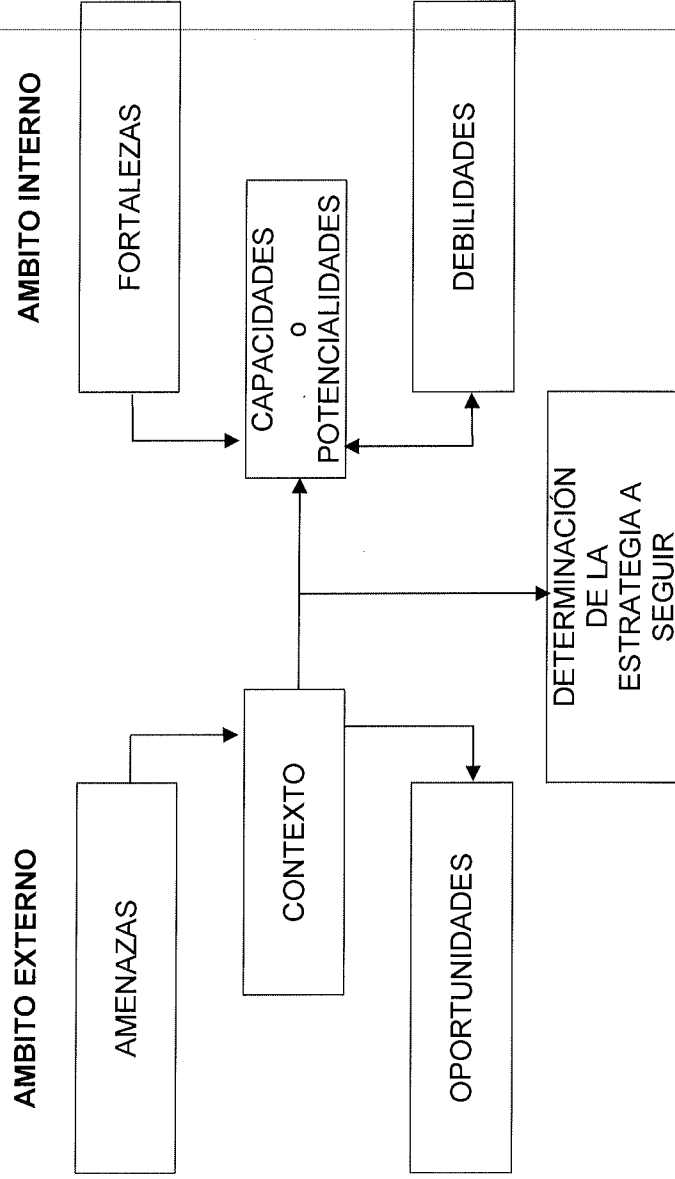 AMBITO EXTERNO
AMBITO INTERNO
AMENAZAS
FORTALEZAS
CONTEXTO
CAPACIDADES
o
POTENCIALIDADES
OPORTUNIDADES
DEBILIDADES
DETERMINACIÓN
DE LA
ESTRATEGIA A
SEGUIR